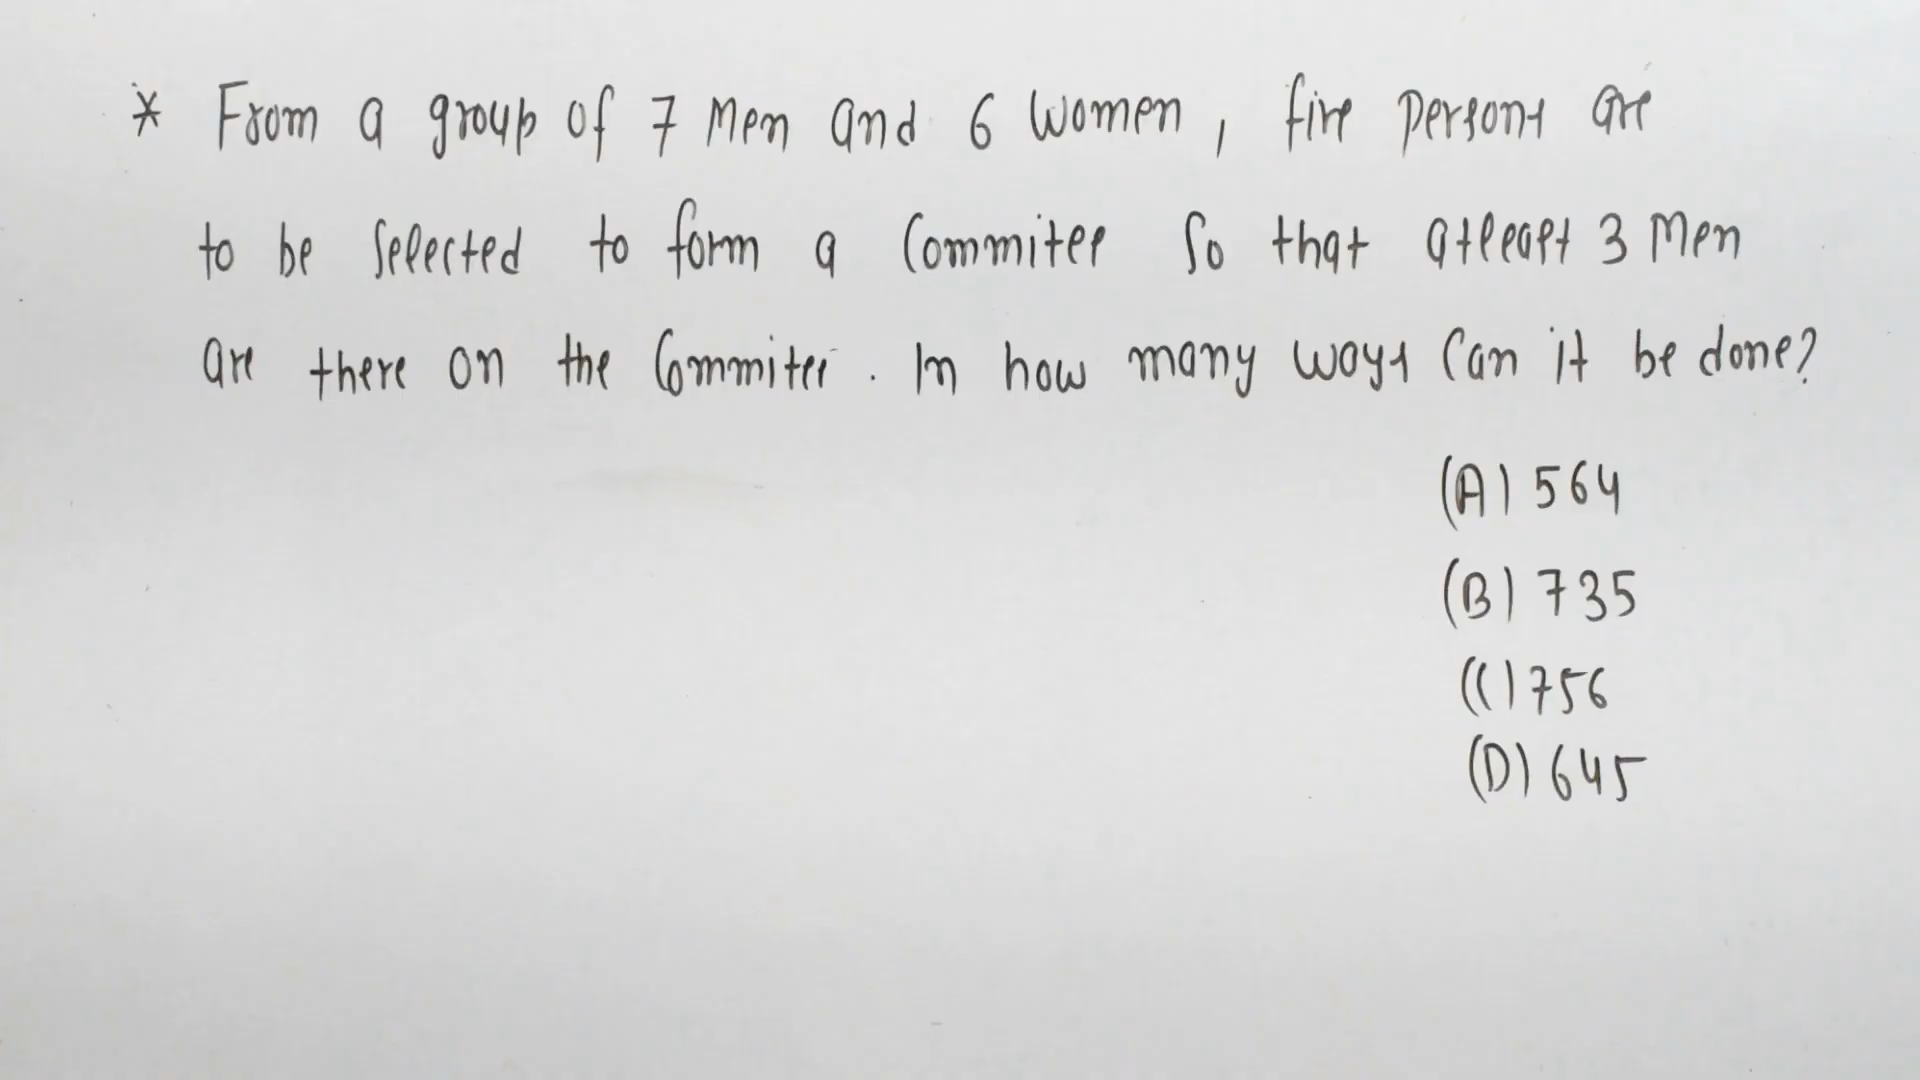 * From a group of 7 Men and 6 Women, five persons are
to be selected to form a Commitee So that atleast 3 Men
are there on the Commitee. In how many ways Can it be done?
(A) 564
(B) 735
(C) 756
(D) 645